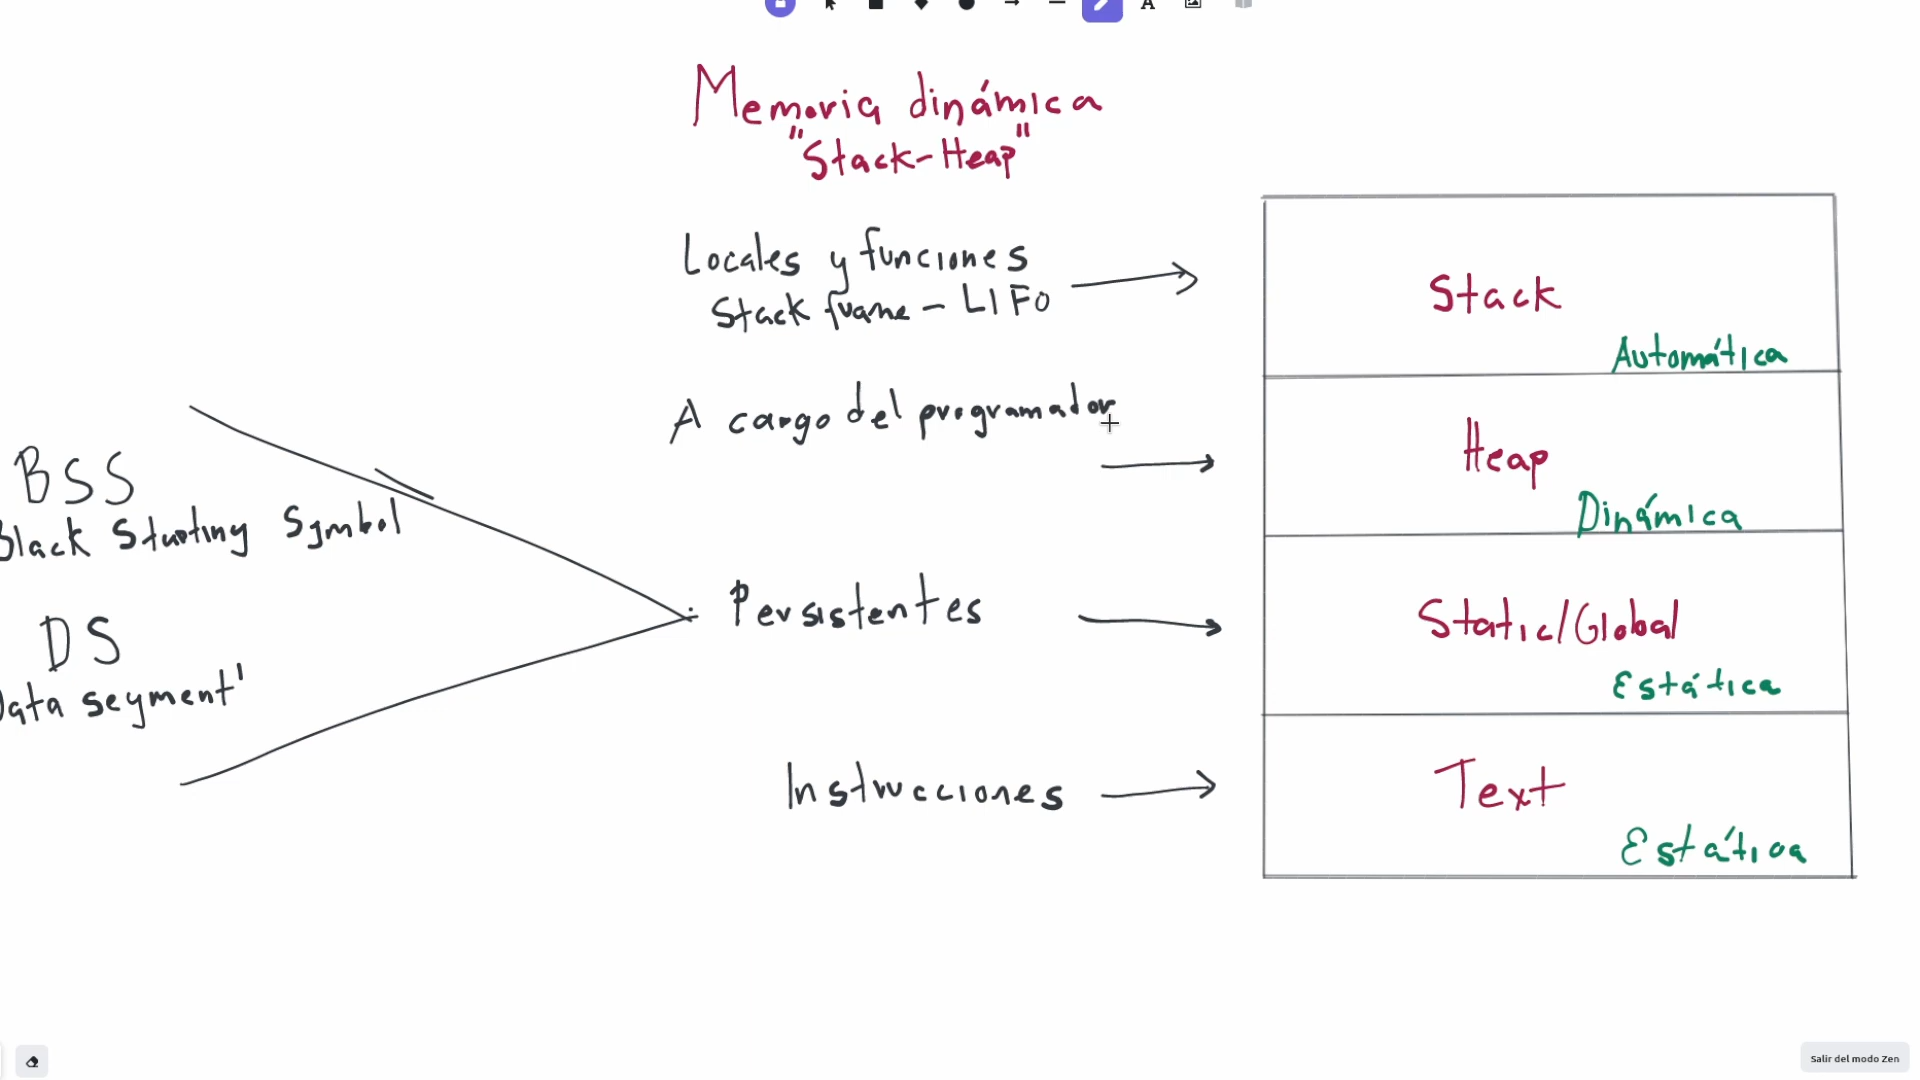 Memoria dinámica
"Stack-Heap"
Locales y funciones
Stack frame - LIFO
Stack
Automática
A cargo del programador
Heap
Dinámica
BSS
Black Starting Symbol
Persistentes
Static/Global
Estática
DS
Data segment'
Instrucciones
Text
Estática
Salir del modo Zen